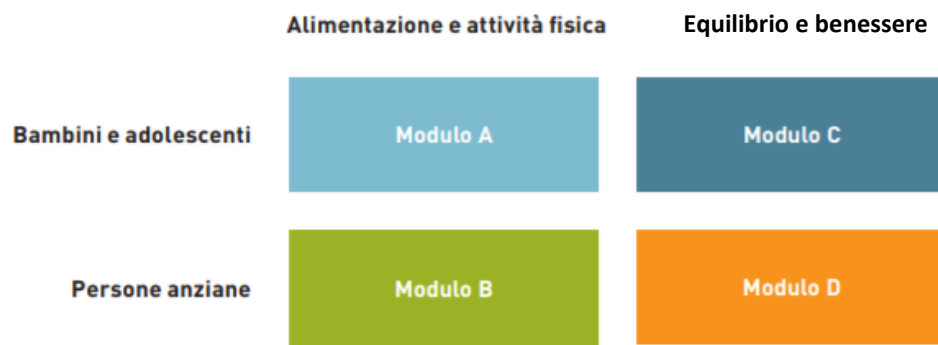 Alimentazione e attività fisica
Equilibrio e benessere
Bambini e adolescenti
Modulo A
Modulo C
Persone anziane
Modulo B
Modulo D